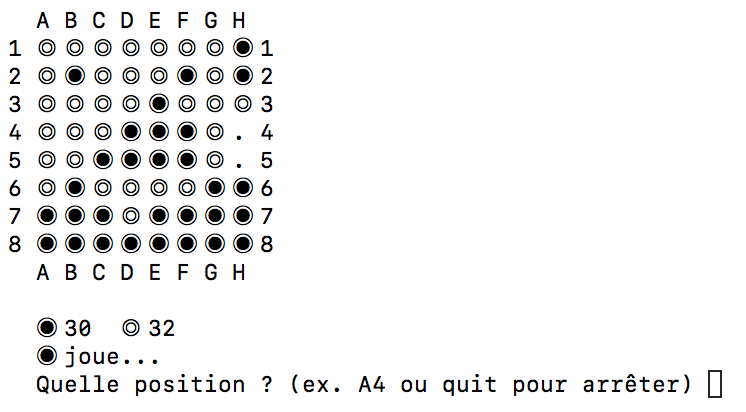 A B C D E F G H
1 ◎ ◎ ◎ ◎ ◎ ◎ ◎ ◉ 1
2 ◎ ◉ ◎ ◎ ◎ ◉ ◎ ◉ 2
3 ◎ ◎ ◎ ◎ ◉ ◎ ◎ ◎ 3
4 ◎ ◎ ◎ ◉ ◉ ◉ ◎ . 4
5 ◎ ◎ ◉ ◉ ◉ ◉ ◎ . 5
6 ◎ ◉ ◎ ◎ ◎ ◎ ◉ ◉ 6
7 ◉ ◉ ◉ ◎ ◉ ◉ ◉ ◉ 7
8 ◉ ◉ ◉ ◉ ◉ ◉ ◉ ◉ 8
A B C D E F G H
◉ 30 ◎ 32
◉ joue...
Quelle position ? (ex. A4 ou quit pour arrêter)